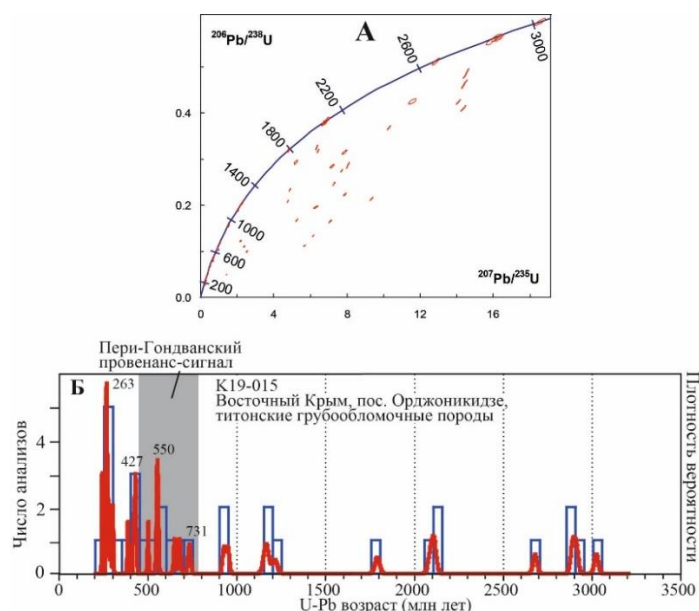 А
206Pb/238U
3000
2600
2200
1800
1400
1000
600
200
0.4
0.2
0.0
0
4
8
12
16
207Pb/235U
Пери-Гондванский
провенанс-сигнал
Б
263
427
550
731
K19-015
Восточный Крым, пос. Орджоникидзе,
титонские грубообломочные породы
Число анализов
4
2
0
Плотность вероятности
0 500 1000 1500 2000 2500 3000 3500
U-Pb возраст (млн лет)